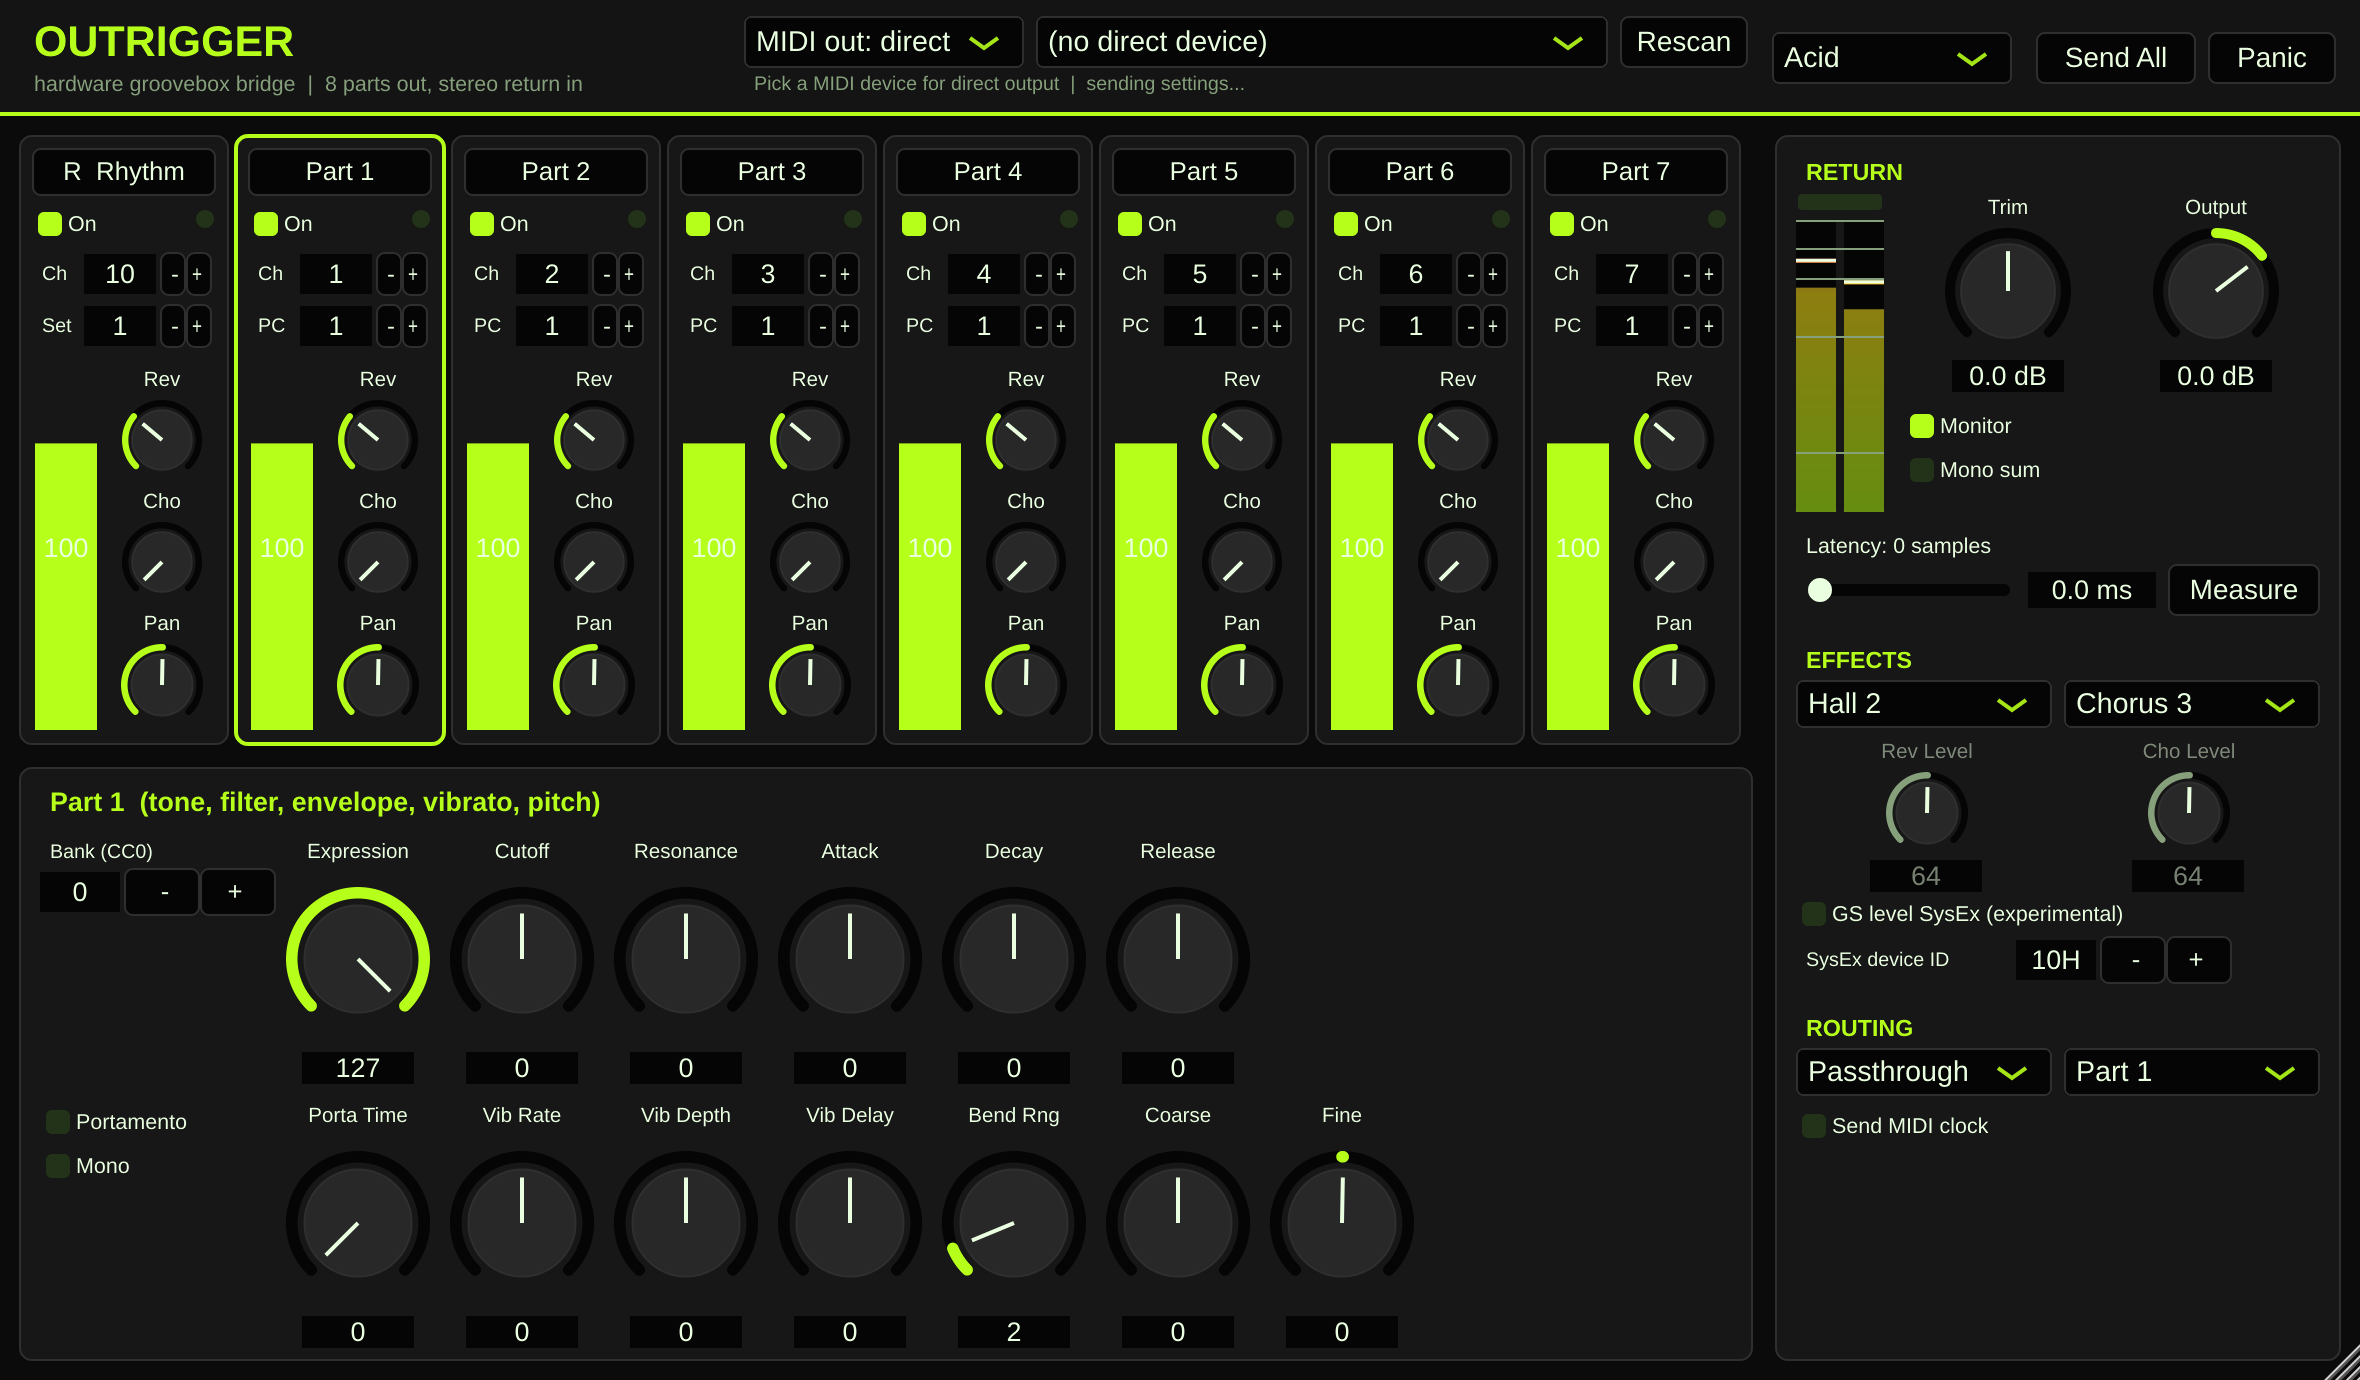 OUTRIGGER
hardware groovebox bridge | 8 parts out, stereo return in
MIDI out: direct (no direct device) Rescan
Pick a MIDI device for direct output | sending settings...
Acid Send All Panic
R Rhythm Part 1 Part 2 Part 3 Part 4 Part 5 Part 6 Part 7
On On On On On On On On
Ch 10 - + Ch 1 - + Ch 2 - + Ch 3 - + Ch 4 - + Ch 5 - + Ch 6 - + Ch 7 - +
Set 1 - + PC 1 - + PC 1 - + PC 1 - + PC 1 - + PC 1 - + PC 1 - + PC 1 - +
Rev Rev Rev Rev Rev Rev Rev Rev
Cho Cho Cho Cho Cho Cho Cho Cho
100 100 100 100 100 100 100 100
Pan Pan Pan Pan Pan Pan Pan Pan
Part 1 (tone, filter, envelope, vibrato, pitch)
Bank (CC0) Expression Cutoff Resonance Attack Decay Release
0 - +
127 0 0 0 0 0
Portamento Porta Time Vib Rate Vib Depth Vib Delay Bend Rng Coarse Fine
Mono
0 0 0 0 2 0 0
RETURN
Trim Output
0.0 dB 0.0 dB
Monitor
Mono sum
Latency: 0 samples
0.0 ms Measure
EFFECTS
Hall 2 Chorus 3
Rev Level Cho Level
64 64
GS level SysEx (experimental)
SysEx device ID 10H - +
ROUTING
Passthrough Part 1
Send MIDI clock